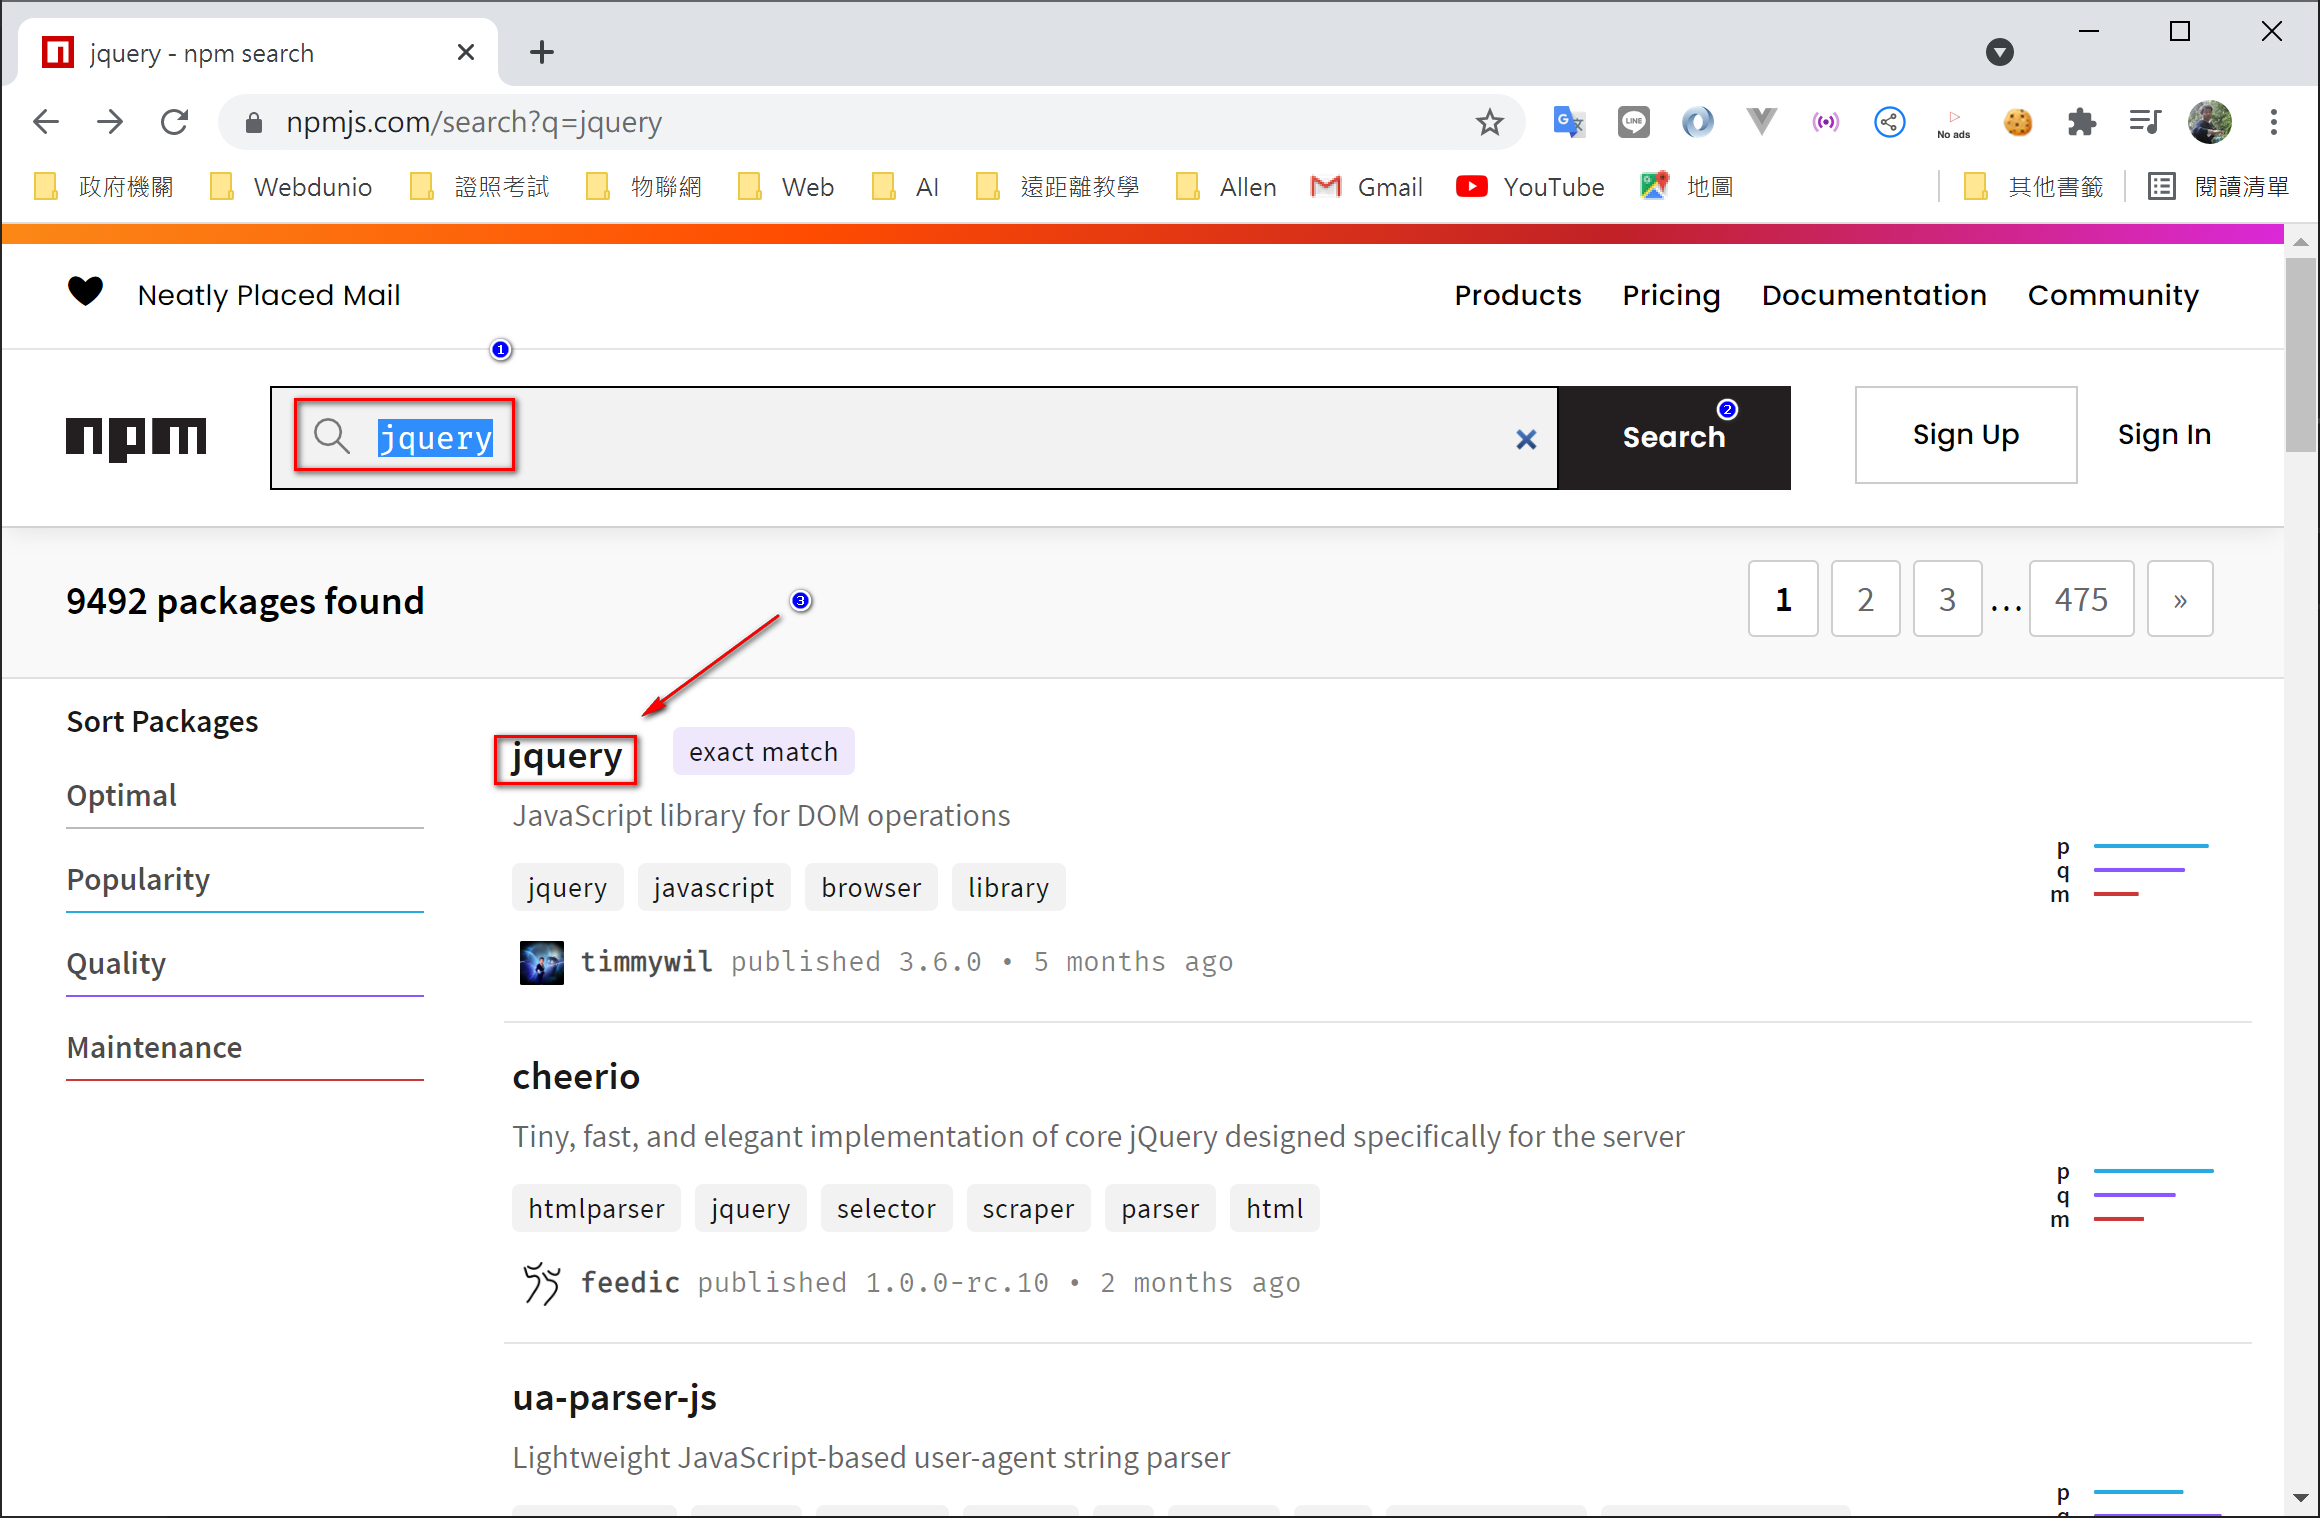 jquery - npm search
npmjs.com/search?q=jquery
LINE
No ads
政府機關 Webdunio 證照考試 物聯網 Web AI 遠距離教學 Allen Gmail YouTube 地圖 其他書籤 閱讀清單
Neatly Placed Mail Products Pricing Documentation Community
1
npm jquery Search Sign Up Sign In
2
9492 packages found 1 2 3 ... 475 »
3
Sort Packages
Optimal
Popularity
Quality
Maintenance
jquery exact match
JavaScript library for DOM operations
jquery javascript browser library
p
q
m
timmywil published 3.6.0 • 5 months ago
cheerio
Tiny, fast, and elegant implementation of core jQuery designed specifically for the server
htmlparser jquery selector scraper parser html
p
q
m
feedic published 1.0.0-rc.10 • 2 months ago
ua-parser-js
Lightweight JavaScript-based user-agent string parser
p
q